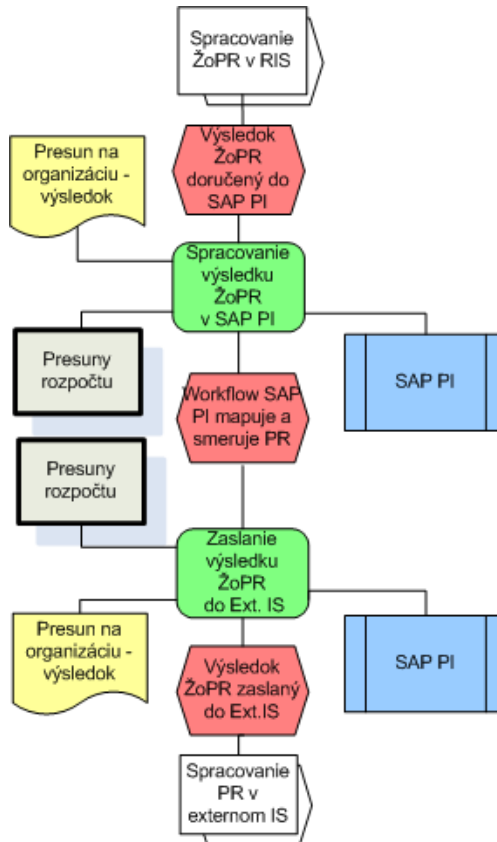 Spracovanie
ŽoPR v RIS
Výsledok
ŽoPR
doručený do
SAP PI
Presun na
organizáciu -
výsledok
Spracovanie
výsledku
ŽoPR
v SAP PI
Presuny
rozpočtu
SAP PI
Workflow SAP
PI mapuje a
smeruje PR
Presuny
rozpočtu
Zaslanie
výsledku
ŽoPR
do Ext. IS
Presun na
organizáciu -
výsledok
SAP PI
Výsledok
ŽoPR zaslaný
do Ext.IS
Spracovanie
PR v
externom IS